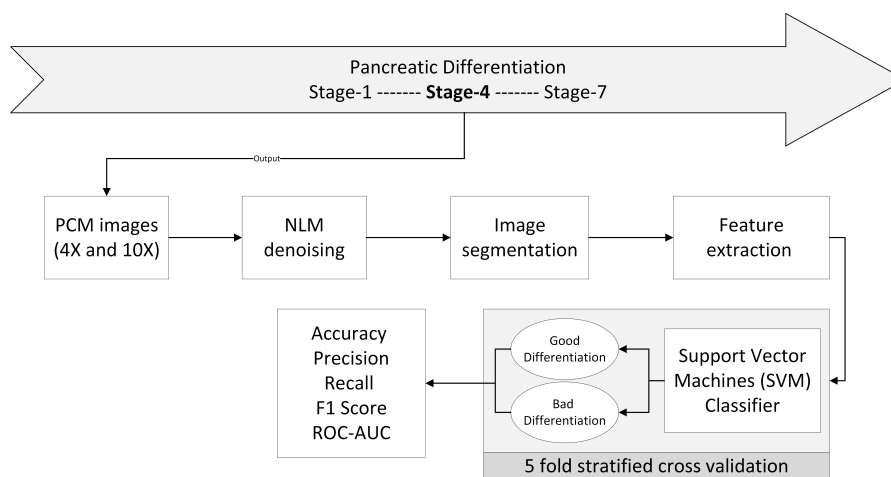 Pancreatic Differentiation
Stage-1 ------- Stage-4 ------- Stage-7
Output
PCM images
(4X and 10X)
NLM
denoising
Image
segmentation
Feature
extraction
Accuracy
Precision
Recall
F1 Score
ROC-AUC
Good
Differentiation
Bad
Differentiation
Support Vector
Machines (SVM)
Classifier
5 fold stratified cross validation